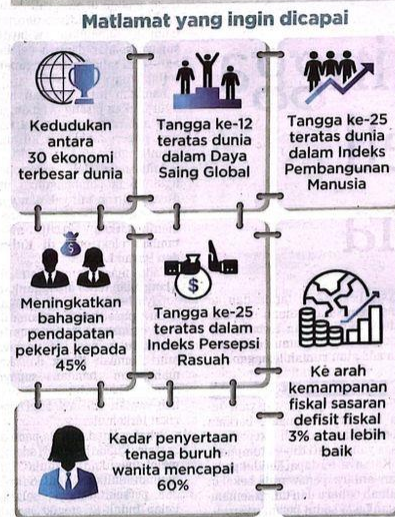 Matlamat yang ingin dicapai
Kedudukan
antara
30 ekonomi
terbesar dunia
Tangga ke-12
teratas dunia
dalam Daya
Saing Global
Tangga ke-25
teratas dunia
dalam Indeks
Pembangunan
Manusia
Meningkatkan
bahagian
pendapatan
pekerja kepada
45%
$
Tangga ke-25
teratas dalam
Indeks Persepsi
Rasuah
$
Ke arah
kemampanan
fiskal sasaran
defisit fiskal
3% atau lebih
baik
Kadar penyertaan
tenaga buruh
wanita mencapai
60%